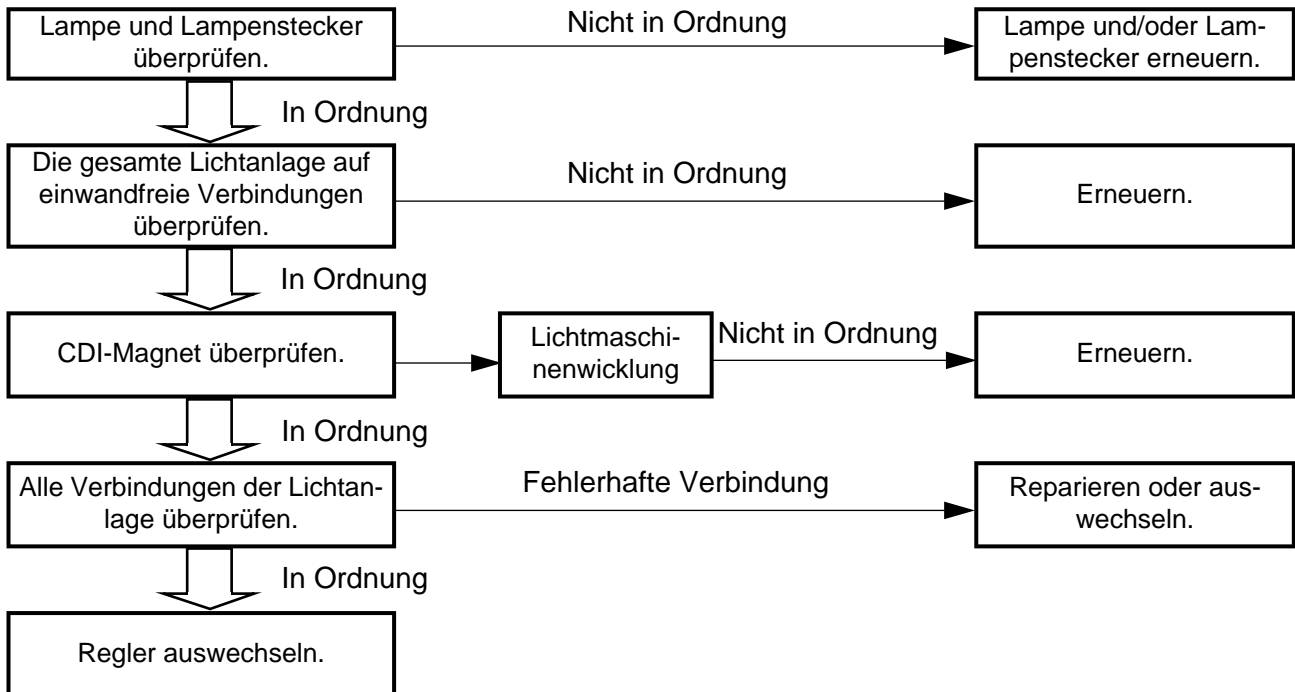 Lampe und Lampenstecker
überprüfen.
Nicht in Ordnung
Lampe und/oder Lam-
penstecker erneuern.
In Ordnung
Die gesamte Lichtanlage auf
einwandfreie Verbindungen
überprüfen.
Nicht in Ordnung
Erneuern.
In Ordnung
CDI-Magnet überprüfen.
Lichtmaschi-
nenwicklung
Nicht in Ordnung
Erneuern.
In Ordnung
Alle Verbindungen der Lichtan-
lage überprüfen.
Fehlerhafte Verbindung
Reparieren oder aus-
wechseln.
In Ordnung
Regler auswechseln.